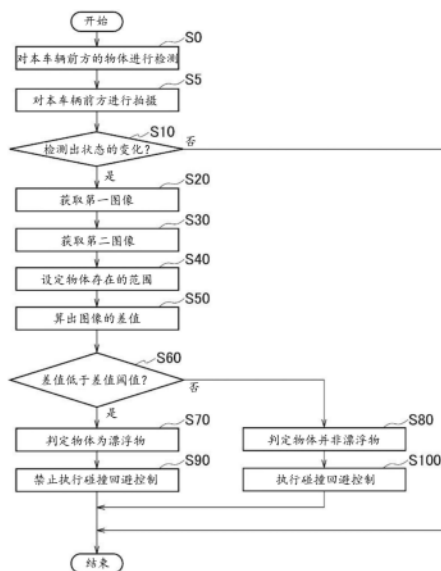 开始
S0
对本车辆前方的物体进行检测
S5
对本车辆前方进行拍摄
S10
检测出状态的变化？
否
是
S20
获取第一图像
S30
获取第二图像
S40
设定物体存在的范围
S50
算出图像的差值
S60
差值低于差值阈值？
否
是
S70
判定物体为漂浮物
S80
判定物体并非漂浮物
S90
禁止执行碰撞回避控制
S100
执行碰撞回避控制
结束